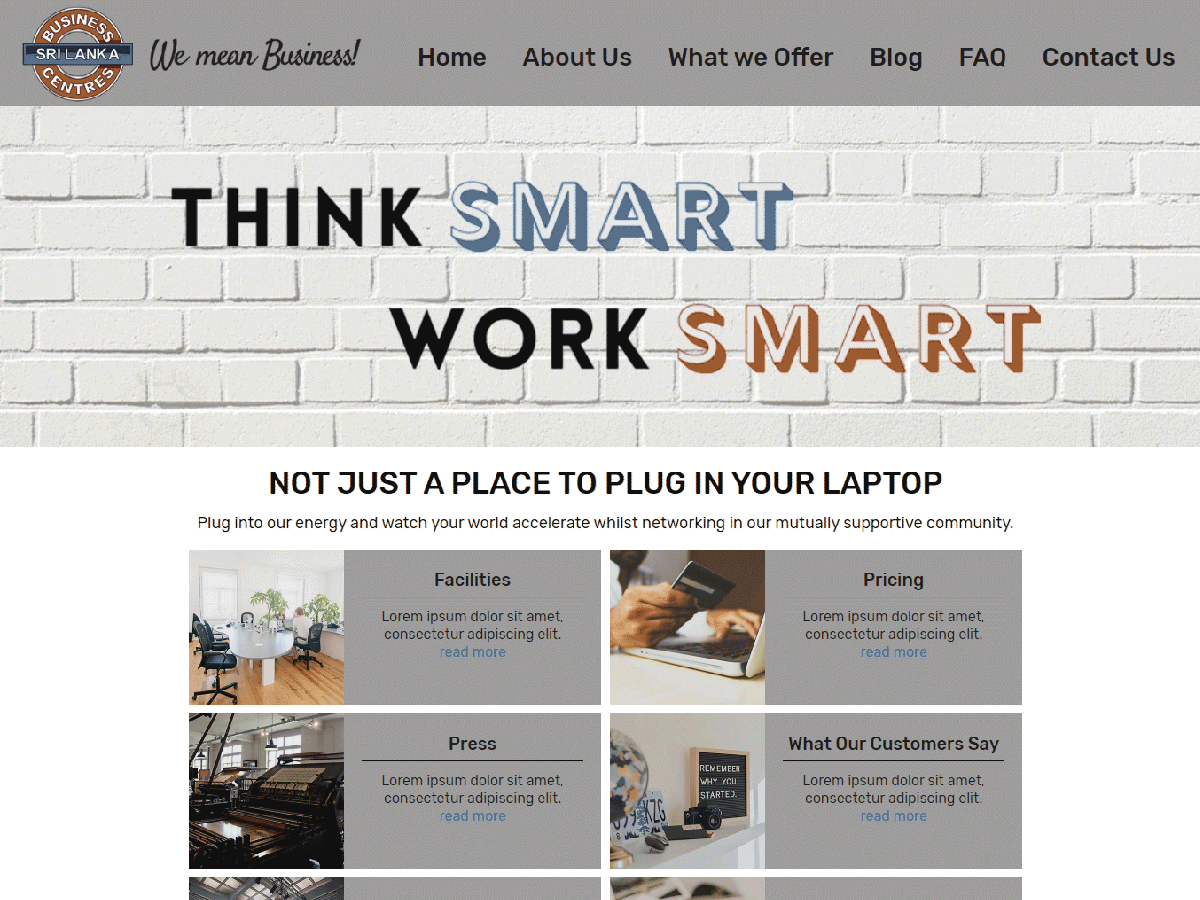 BUSINESS
SRI LANKA
CENTRES
We mean Business!
Home About Us What we Offer Blog FAQ Contact Us
THINK SMART
WORK SMART
NOT JUST A PLACE TO PLUG IN YOUR LAPTOP
Plug into our energy and watch your world accelerate whilst networking in our mutually supportive community.
Facilities
Lorem ipsum dolor sit amet,
consectetur adipiscing elit.
read more
Pricing
Lorem ipsum dolor sit amet,
consectetur adipiscing elit.
read more
Press
Lorem ipsum dolor sit amet,
consectetur adipiscing elit.
read more
REMEMBER
WHY YOU
STARTED.
What Our Customers Say
Lorem ipsum dolor sit amet,
consectetur adipiscing elit.
read more